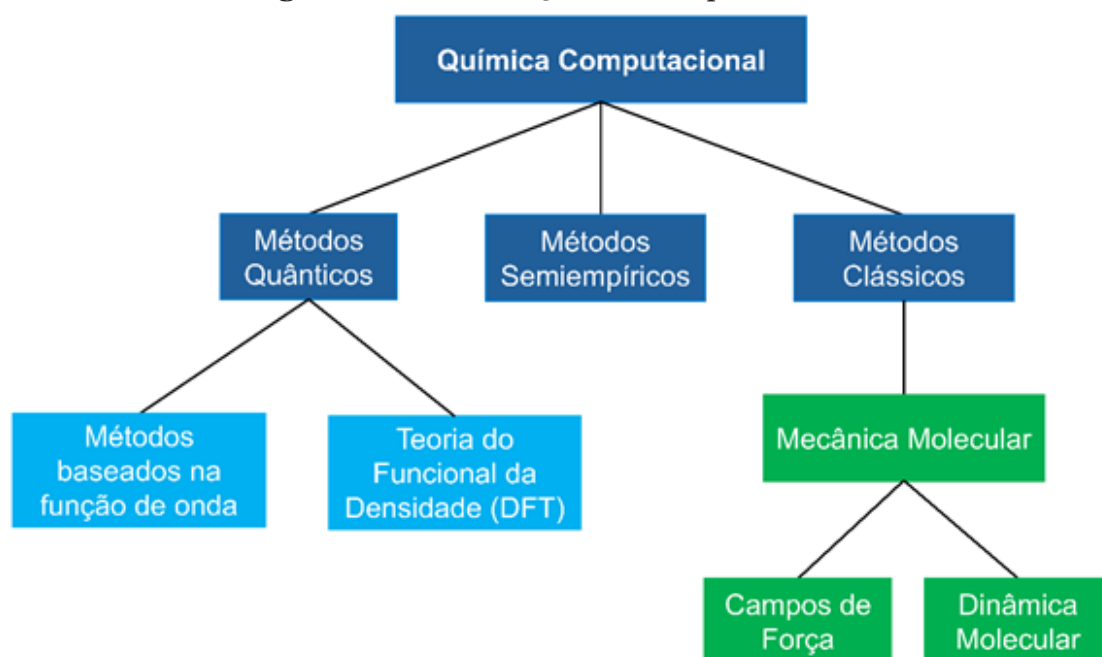 Química Computacional
Métodos
Quânticos
Métodos
Semiempíricos
Métodos
Clássicos
Métodos
baseados na
função de onda
Teoria do
Funcional da
Densidade (DFT)
Mecânica Molecular
Campos de
Força
Dinâmica
Molecular